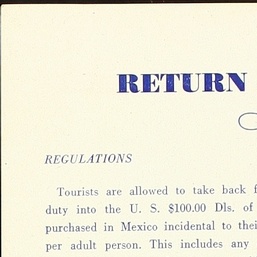 RETURN
REGULATIONS
Tourists are allowed to take back
duty into the U. S. $100.00 Dls. of
purchased in Mexico incidental to
per adult person. This includes any